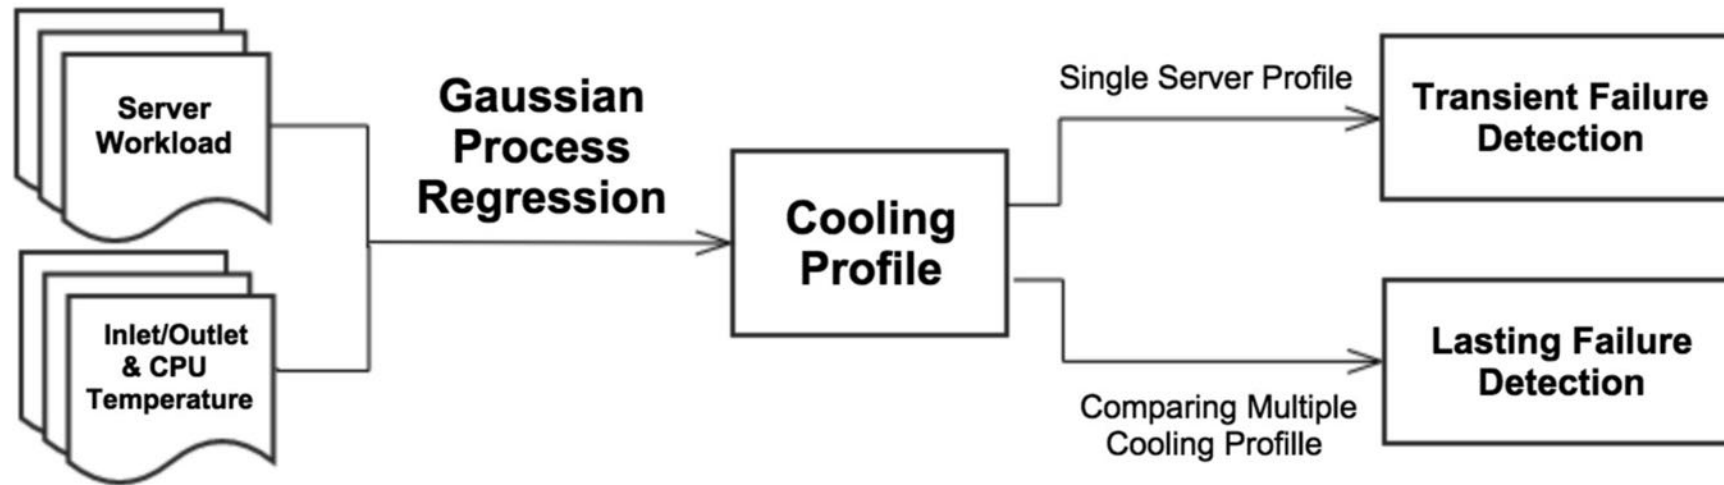 Server
Workload
Inlet/Outlet
& CPU
Temperature
Gaussian
Process
Regression
Cooling
Profile
Single Server Profile
Transient Failure
Detection
Comparing Multiple
Cooling Profille
Lasting Failure
Detection